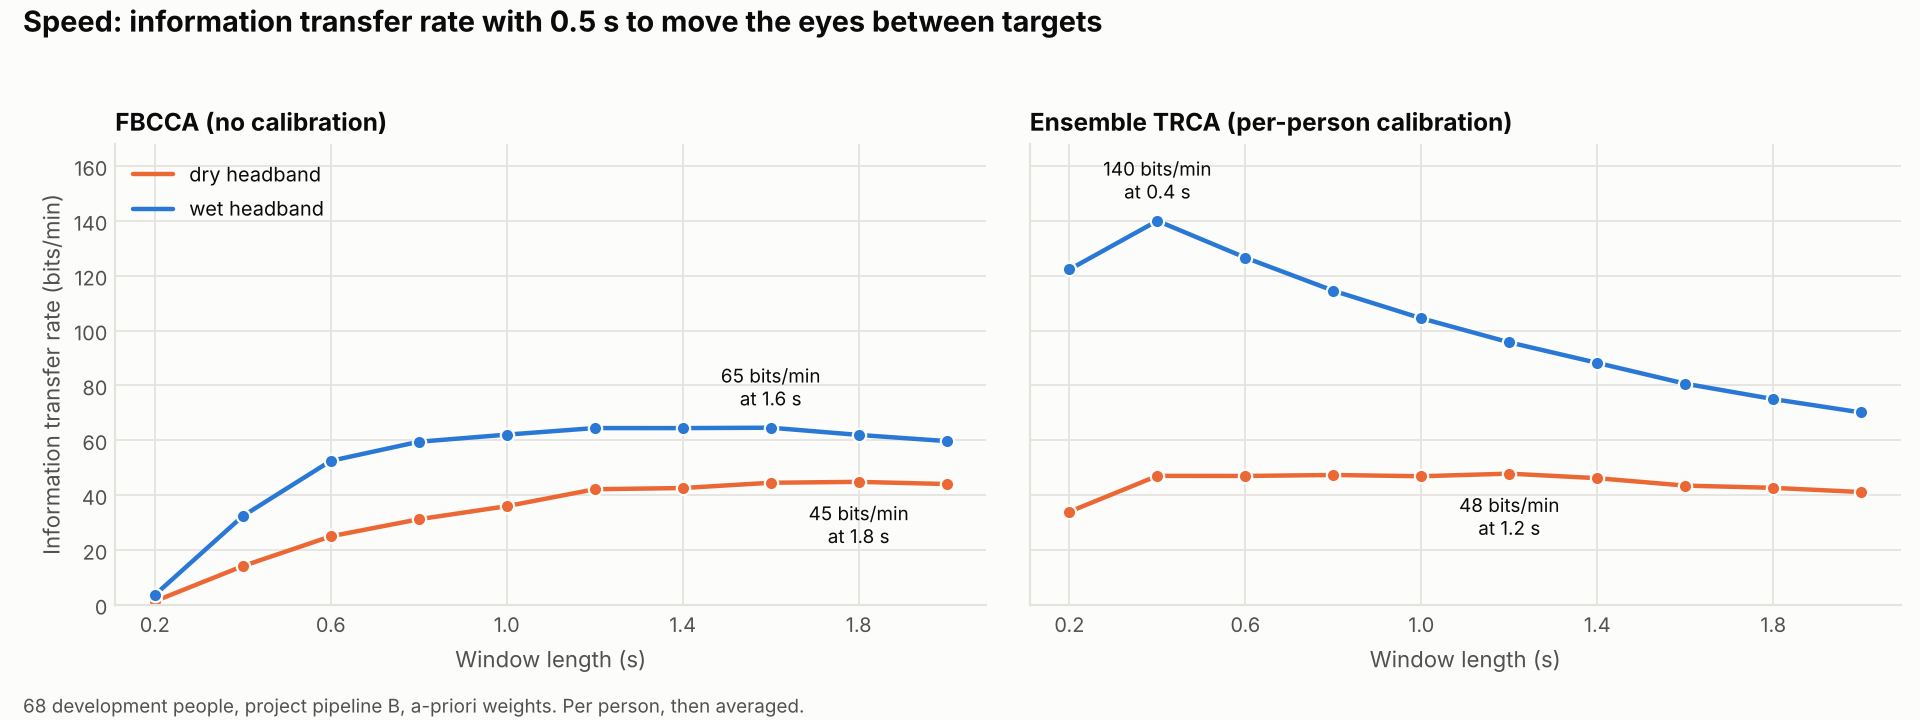 Speed: information transfer rate with 0.5 s to move the eyes between targets
FBCCA (no calibration)
Information transfer rate (bits/min)
160
140
120
100
80
60
40
20
0
dry headband
wet headband
65 bits/min
at 1.6 s
45 bits/min
at 1.8 s
0.2
0.6
1.0
1.4
1.8
Window length (s)
Ensemble TRCA (per-person calibration)
140 bits/min
at 0.4 s
48 bits/min
at 1.2 s
0.2
0.6
1.0
1.4
1.8
Window length (s)
68 development people, project pipeline B, a-priori weights. Per person, then averaged.